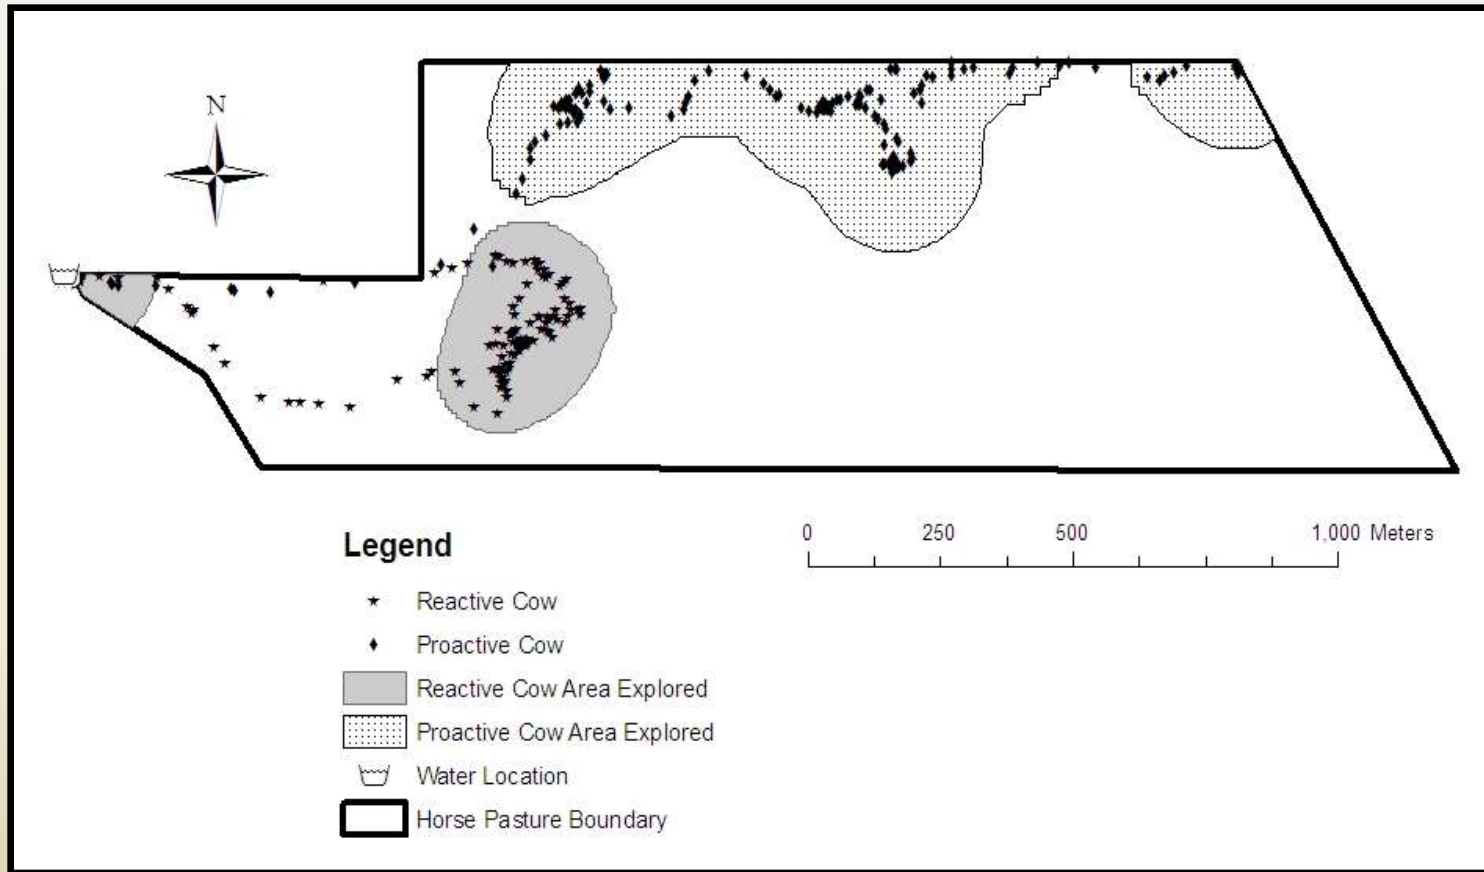 N
Legend
0 250 500 1,000 Meters
Reactive Cow
Proactive Cow
Reactive Cow Area Explored
Proactive Cow Area Explored
Water Location
Horse Pasture Boundary